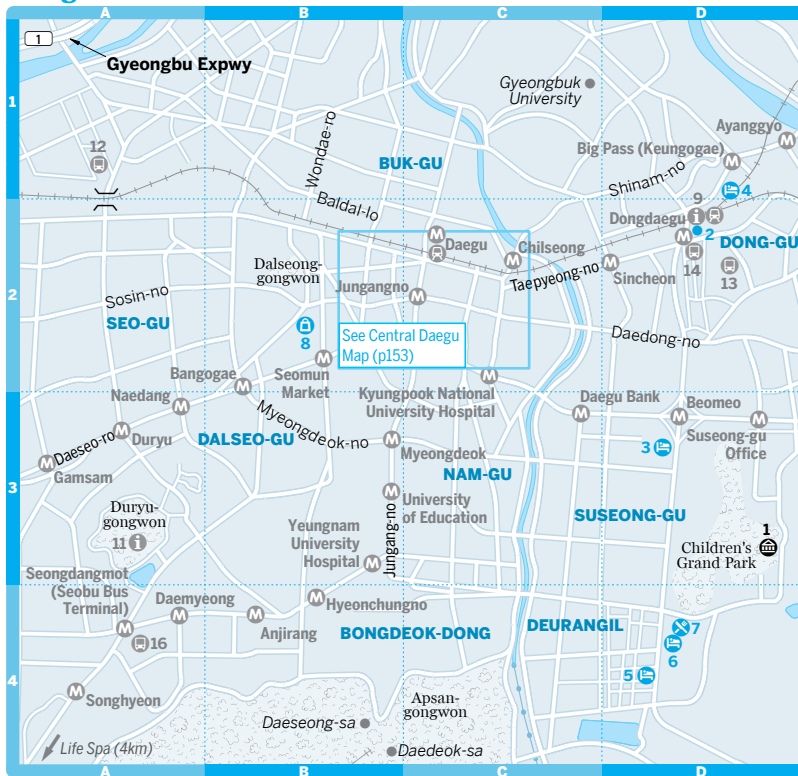 A
B
C
D
1
Gyeongbu Expwy
1
Gyeongbuk
University
12
Wondae-ro
BUK-GU
Ayanggyo
Big Pass (Keungogae)
Shinam-no
4
Baldal-lo
9
Dongdaegu
2
DONG-GU
Daegu
Chilseong
Taepyeong-no
Sincheon
14
13
Dalseong-
gongwon
Jungangno
2
Sosin-no
SEO-GU
8
See Central Daegu
Map (p153)
Daedong-no
Bangogae
Seomun
Market
Kyungpook National
University Hospital
Naedang
Myeongdeok-no
Daegu Bank
Beomeo
Daeseo-ro
Duryu
DALSEO-GU
Myeongdeok
3
Suseong-gu
Office
Gamsam
NAM-GU
3
Duryu-
gongwon
University
of Education
SUSEONG-GU
11
Yeungnam
University
Hospital
Jungang-no
1
Children's
Grand Park
Seongdangmot
(Seobu Bus
Terminal)
Daemyeong
Hyeonchungno
Anjirang
BONGDEOK-DONG
DEURANGIL
7
16
6
5
4
Songhyeon
Apsan-
gongwon
Daeseong-sa
Life Spa (4km)
Daedeok-sa
A
B
C
D